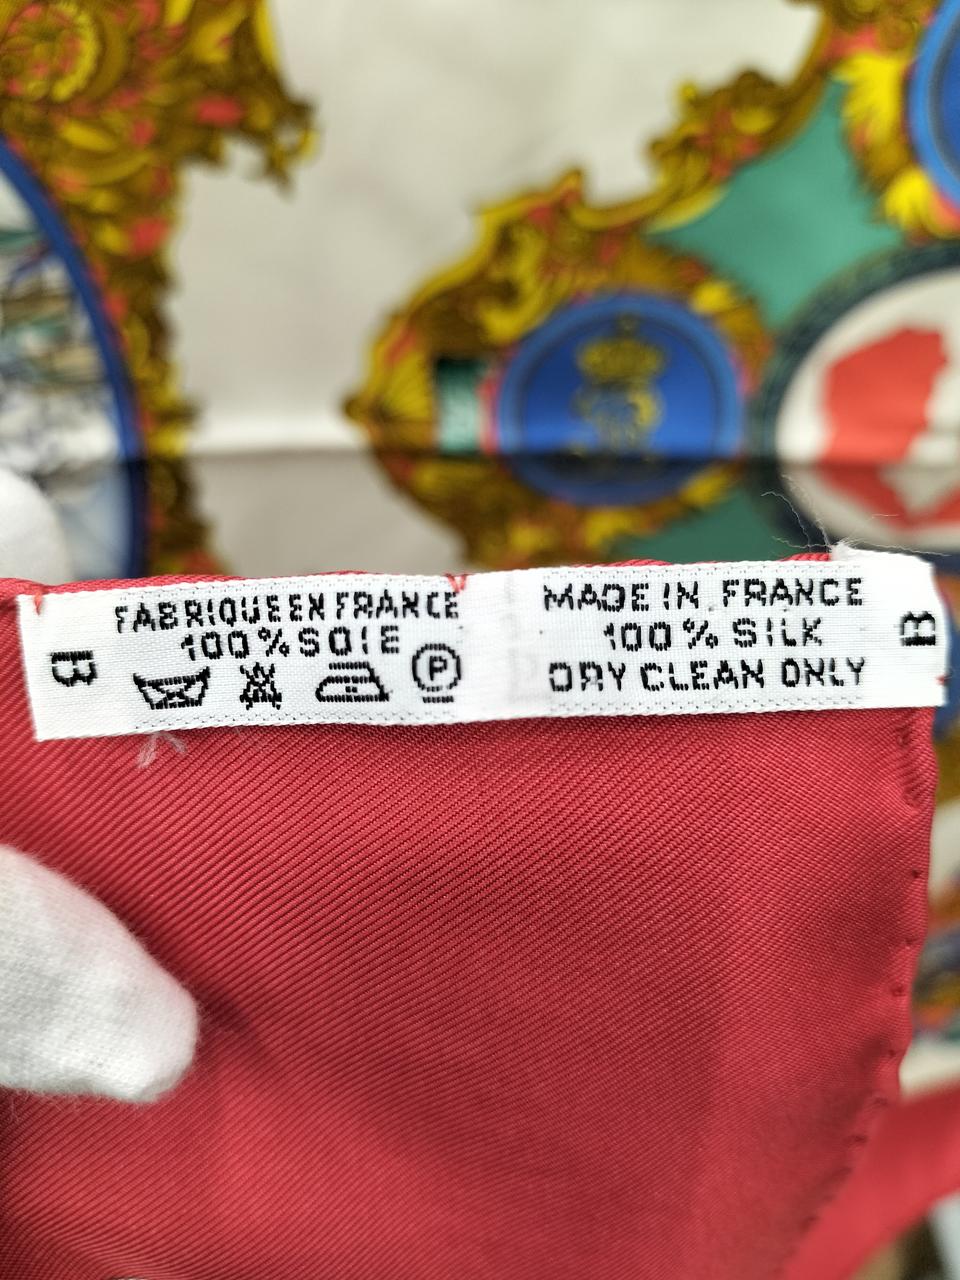 B
FABRIQUE EN FRANCE
100% SOIE
P
MADE IN FRANCE
100% SILK
DRY CLEAN ONLY
B